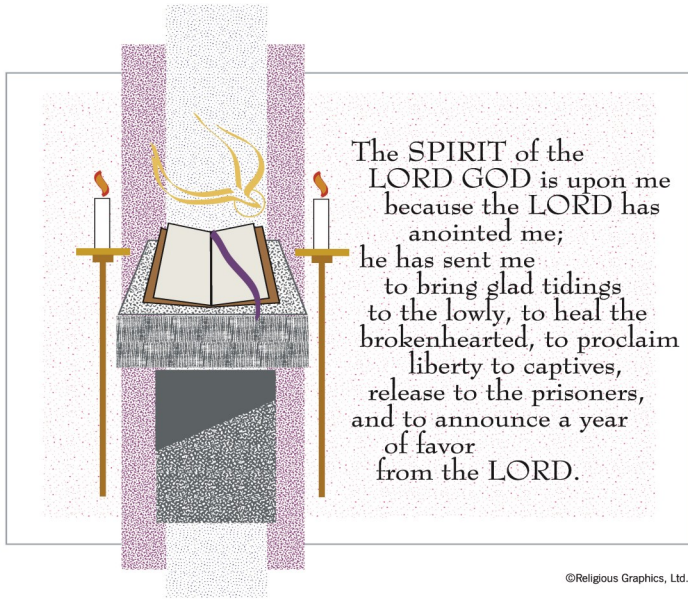 The SPIRIT of the
LORD GOD is upon me
because the LORD has
anointed me;
he has sent me
to bring glad tidings
to the lowly, to heal the
brokenhearted, to proclaim
liberty to captives,
release to the prisoners,
and to announce a year
of favor
from the LORD.
©Religious Graphics, Ltd.